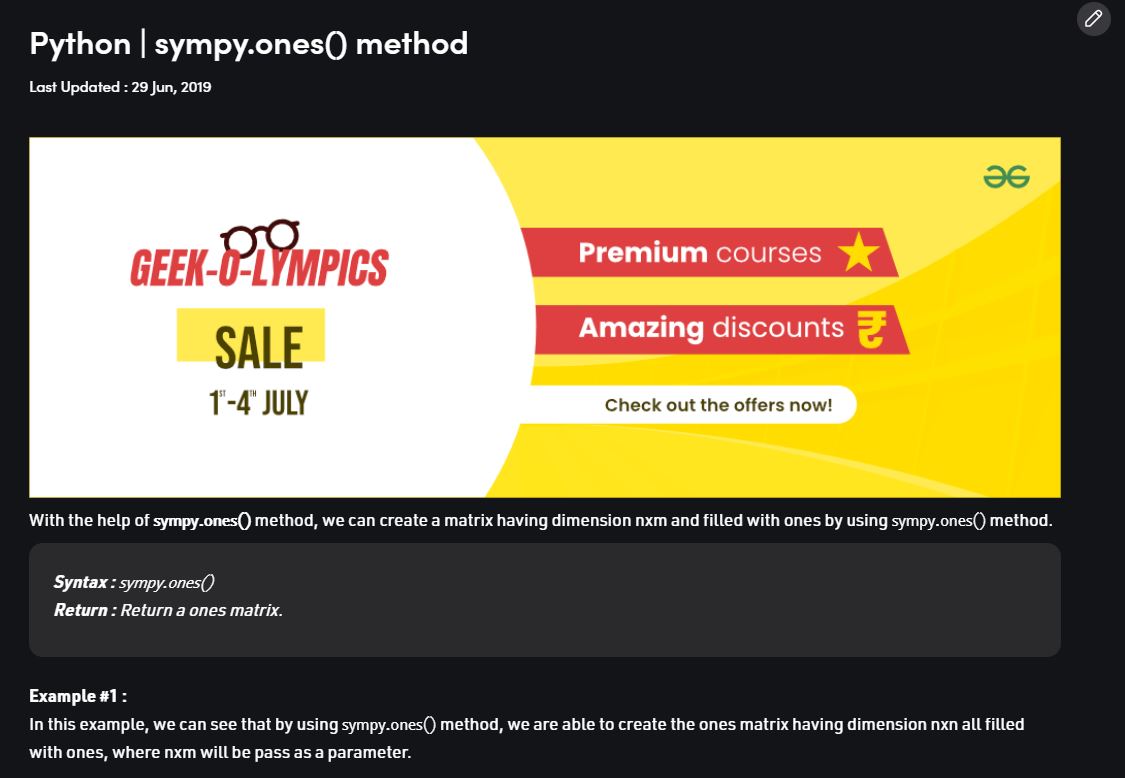 Python | sympy.ones() method
Last Updated : 29 Jun, 2019
GEEK-O-LYMPICS
SALE
1ST-4TH JULY
Premium courses
Amazing discounts ₹
Check out the offers now!
With the help of sympy.ones() method, we can create a matrix having dimension nxm and filled with ones by using sympy.ones() method.
Syntax : sympy.ones()
Return : Return a ones matrix.
Example #1 :
In this example, we can see that by using sympy.ones() method, we are able to create the ones matrix having dimension nxn all filled
with ones, where nxm will be pass as a parameter.